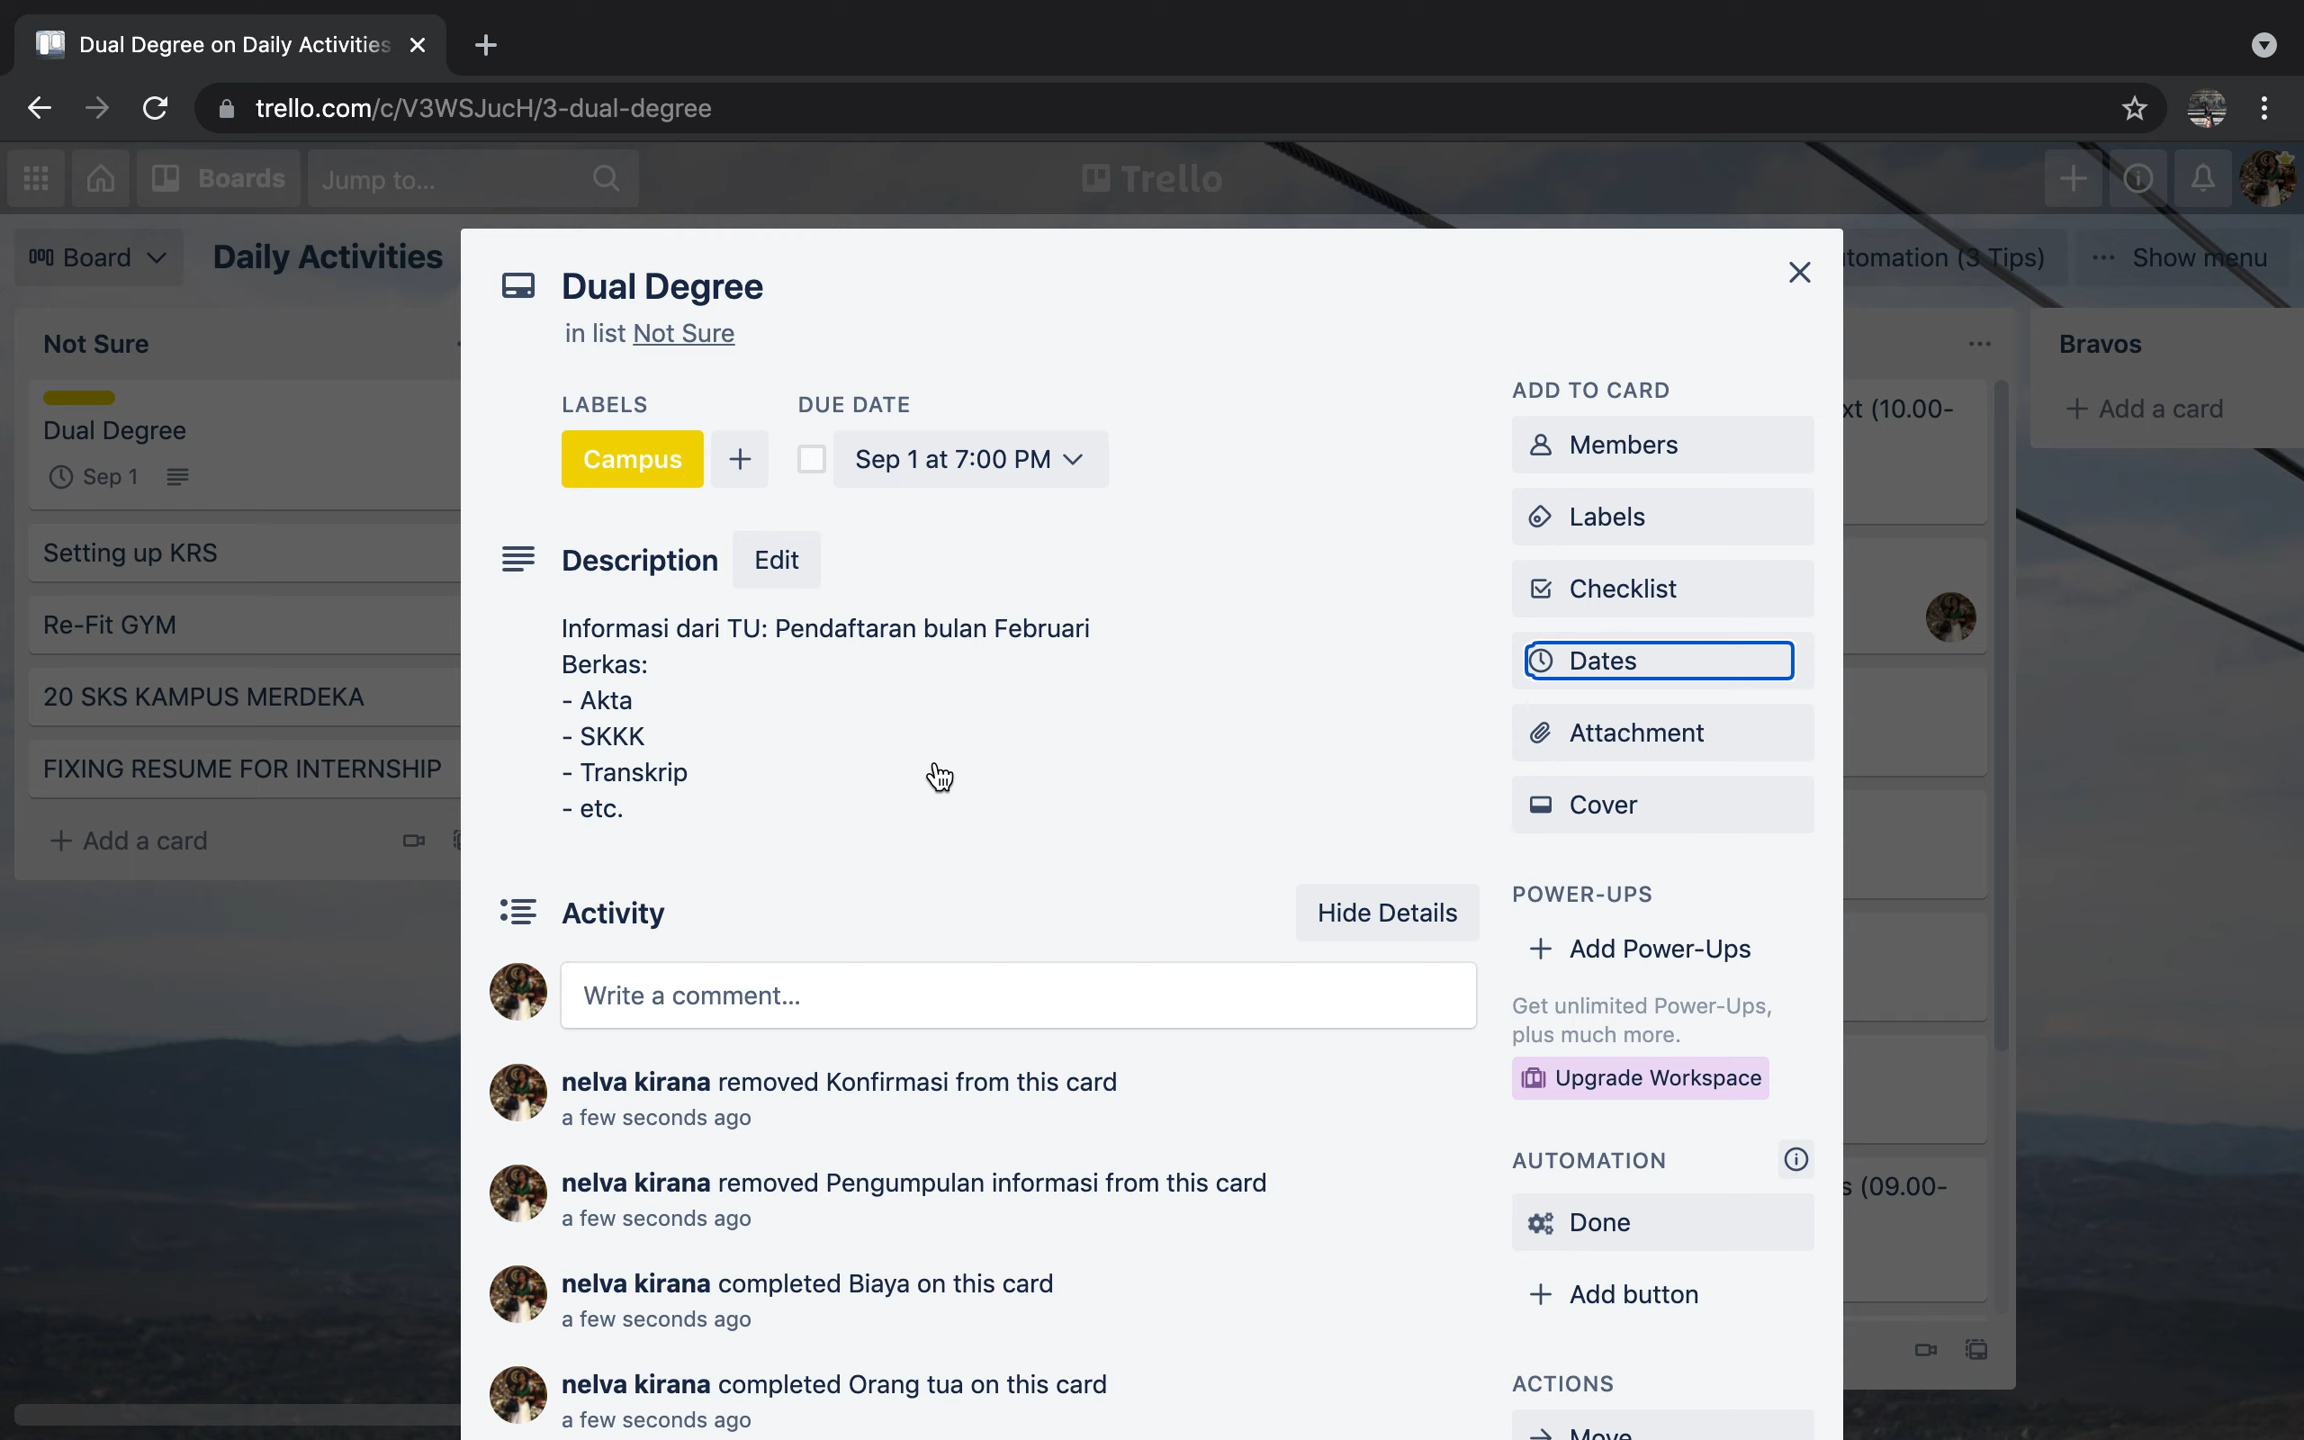 Dual Degree on Daily Activities
trello.com/c/V3WSJucH/3-dual-degree
Boards
Jump to...
Trello
Board
Daily Activities
tomation (3 Tips)
Show menu
Not Sure
Dual Degree
Sep 1
Setting up KRS
Re-Fit GYM
20 SKS KAMPUS MERDEKA
FIXING RESUME FOR INTERNSHIP
+ Add a card
Dual Degree
in list Not Sure
LABELS
DUE DATE
Campus
Sep 1 at 7:00 PM
Description
Edit
Informasi dari TU: Pendaftaran bulan Februari
Berkas:
- Akta
- SKKK
- Transkrip
- etc.
Activity
Hide Details
Write a comment...
nelva kirana removed Konfirmasi from this card
a few seconds ago
nelva kirana removed Pengumpulan informasi from this card
a few seconds ago
nelva kirana completed Biaya on this card
a few seconds ago
nelva kirana completed Orang tua on this card
a few seconds ago
ADD TO CARD
Members
Labels
Checklist
Dates
Attachment
Cover
POWER-UPS
+ Add Power-Ups
Get unlimited Power-Ups,
plus much more.
Upgrade Workspace
AUTOMATION
Done
+ Add button
ACTIONS
Move
xt (10.00-
s (09.00-
Bravos
+ Add a card